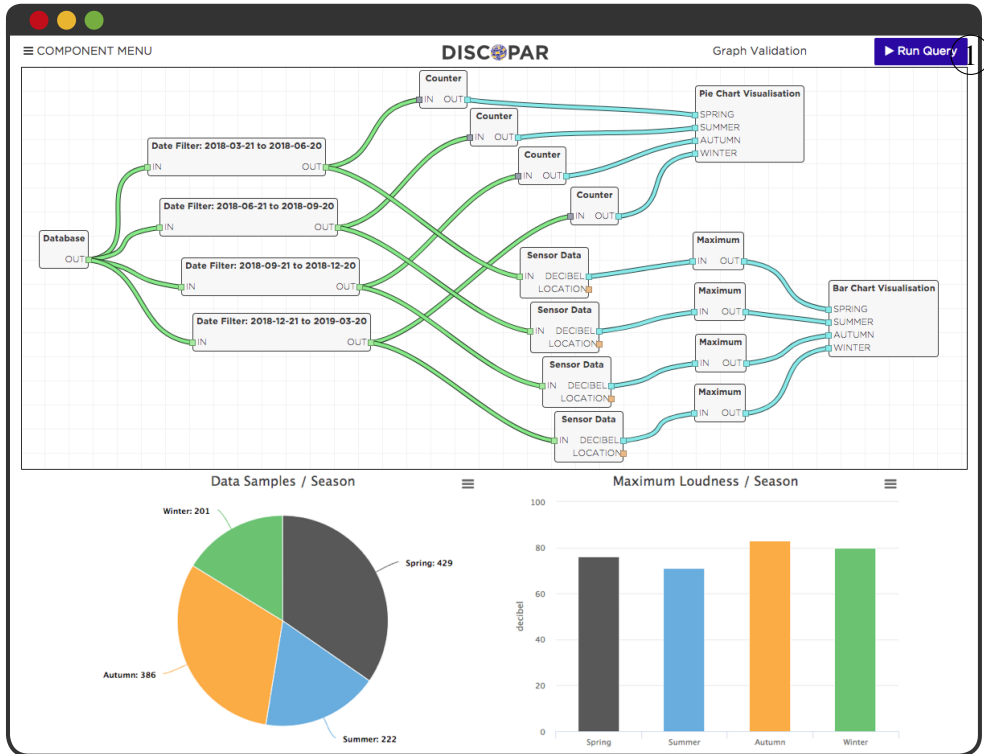 ☰ COMPONENT MENU
DISCOPAR
Graph Validation
▶ Run Query
1
Counter
IN OUT
Counter
IN OUT
Counter
IN OUT
Counter
IN OUT
Pie Chart Visualisation
SPRING
SUMMER
AUTUMN
WINTER
Date Filter: 2018-03-21 to 2018-06-20
IN OUT
Date Filter: 2018-06-21 to 2018-09-20
IN OUT
Database
OUT
Date Filter: 2018-09-21 to 2018-12-20
IN OUT
Date Filter: 2018-12-21 to 2019-03-20
IN OUT
Sensor Data
IN DECIBEL
LOCATION
Sensor Data
IN DECIBEL
LOCATION
Sensor Data
IN DECIBEL
LOCATION
Sensor Data
IN DECIBEL
LOCATION
Maximum
IN OUT
Maximum
IN OUT
Maximum
IN OUT
Maximum
IN OUT
Bar Chart Visualisation
SPRING
SUMMER
AUTUMN
WINTER
Data Samples / Season
Winter: 201
Spring: 429
Autumn: 386
Summer: 222
Maximum Loudness / Season
100
80
60
40
20
0
decibel
Spring
Summer
Autumn
Winter